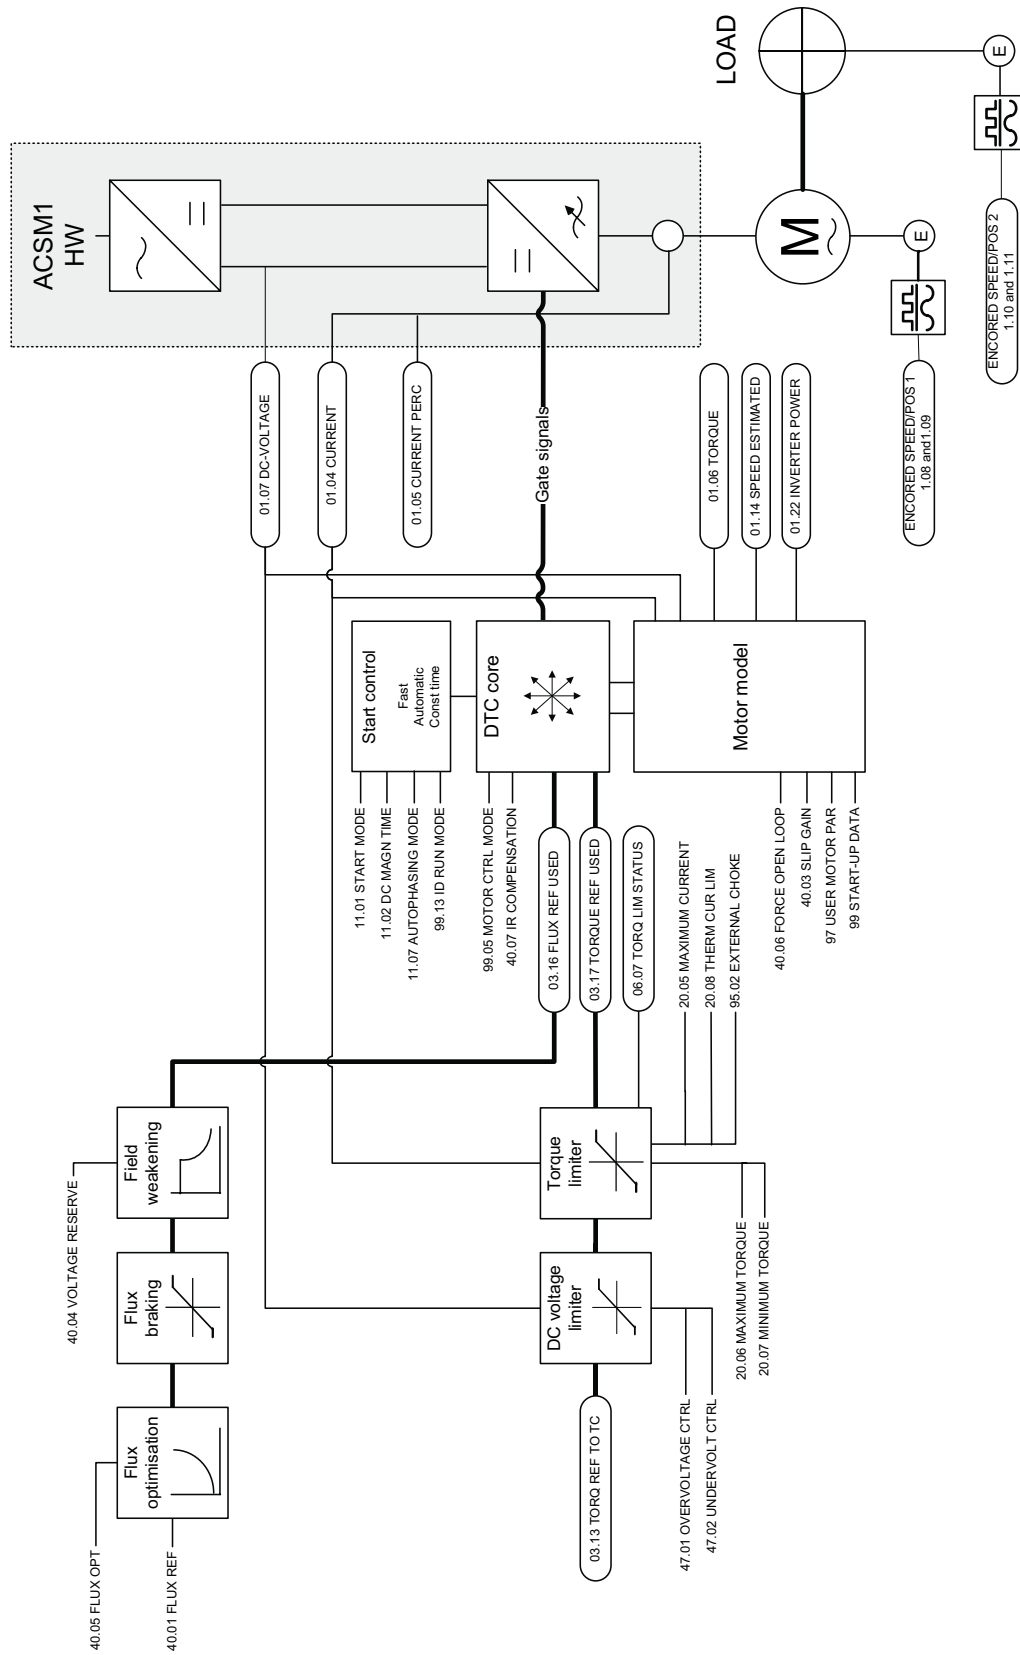 40.05 FLUX OPT
40.01 FLUX REF
Flux
optimisation
Flux
braking
40.04 VOLTAGE RESERVE
Field
weakening
03.13 TORQ REF TO TC
47.01 OVERVOLTAGE CTRL
47.02 UNDERVOLT CTRL
DC voltage
limiter
20.06 MAXIMUM TORQUE
20.07 MINIMUM TORQUE
Torque
limiter
20.05 MAXIMUM CURRENT
20.08 THERM CUR LIM
95.02 EXTERNAL CHOKE
03.16 FLUX REF USED
03.17 TORQUE REF USED
06.07 TORQ LIM STATUS
11.01 START MODE
11.02 DC MAGN TIME
11.07 AUTOPHASING MODE
99.13 ID RUN MODE
99.05 MOTOR CTRL MODE
40.07 IR COMPENSATION
40.06 FORCE OPEN LOOP
40.03 SLIP GAIN
97 USER MOTOR PAR
99 START-UP DATA
Start control
Fast
Automatic
Const time
DTC core
Motor model
01.07 DC-VOLTAGE
01.04 CURRENT
01.05 CURRENT PERC
Gate signals
01.06 TORQUE
01.14 SPEED ESTIMATED
01.22 INVERTER POWER
ENCORED SPEED/POS 1
1.08 and1.09
ENCORED SPEED/POS 2
1.10 and 1.11
ACSM1
HW
M
E
E
LOAD